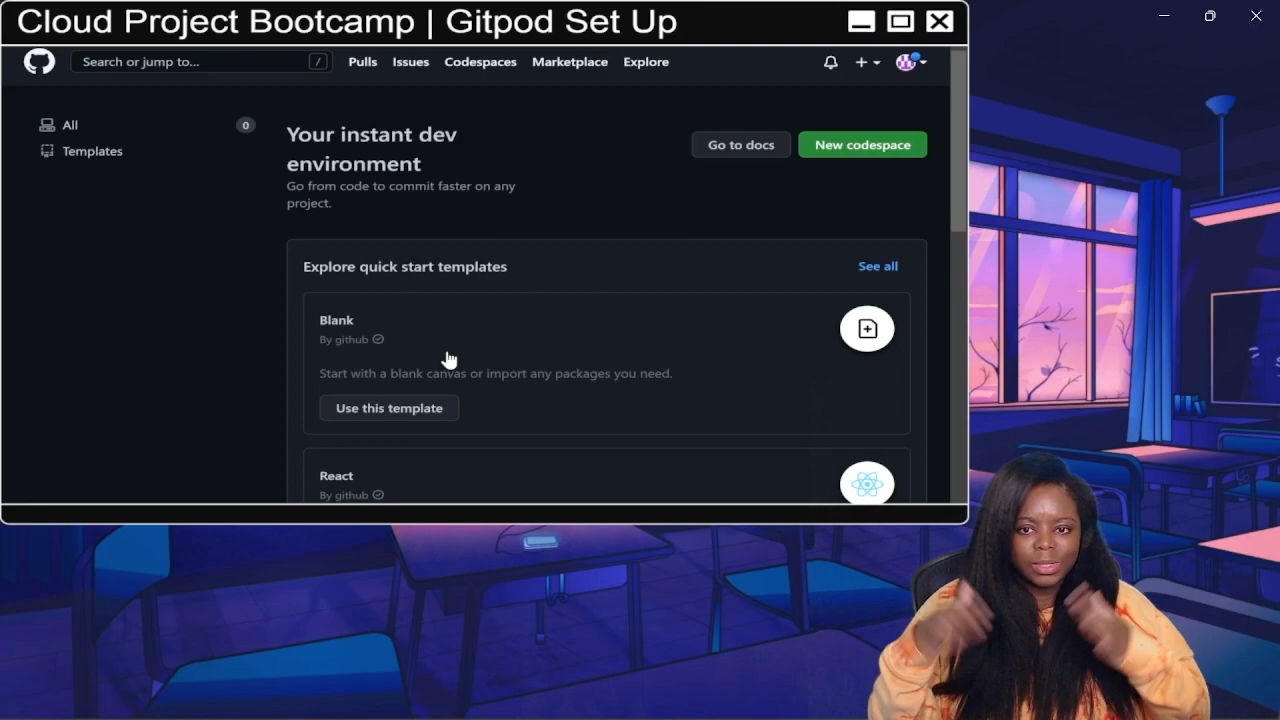 Cloud Project Bootcamp | Gitpod Set Up
Search or jump to... / Pulls Issues Codespaces Marketplace Explore
All 0
Templates
Your instant dev
environment
Go from code to commit faster on any
project.
Go to docs New codespace
Explore quick start templates See all
Blank
By github
Start with a blank canvas or import any packages you need.
Use this template
React
By github